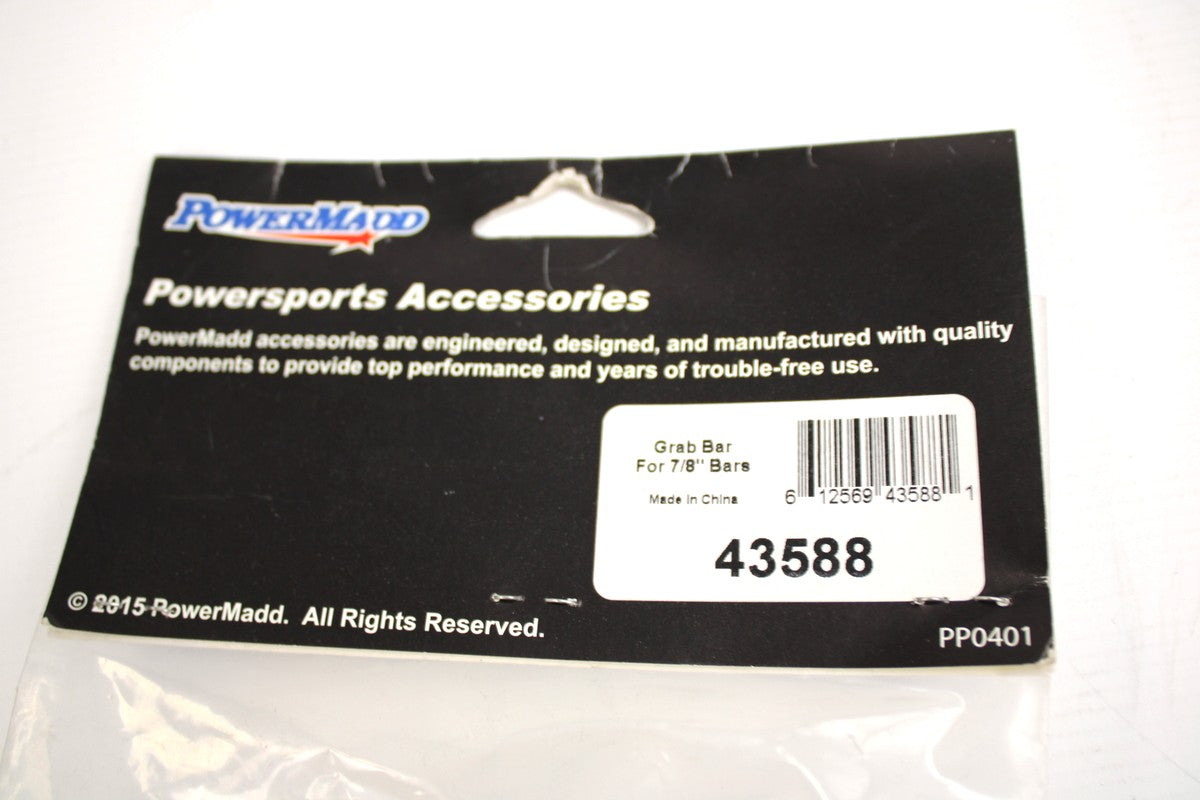 POWERMADD
Powersports Accessories
PowerMadd accessories are engineered, designed, and manufactured with quality
components to provide top performance and years of trouble-free use.
Grab Bar
For 7/8" Bars
Made In China
6 12569 43588 1
43588
© 2015 PowerMadd. All Rights Reserved.
PP0401